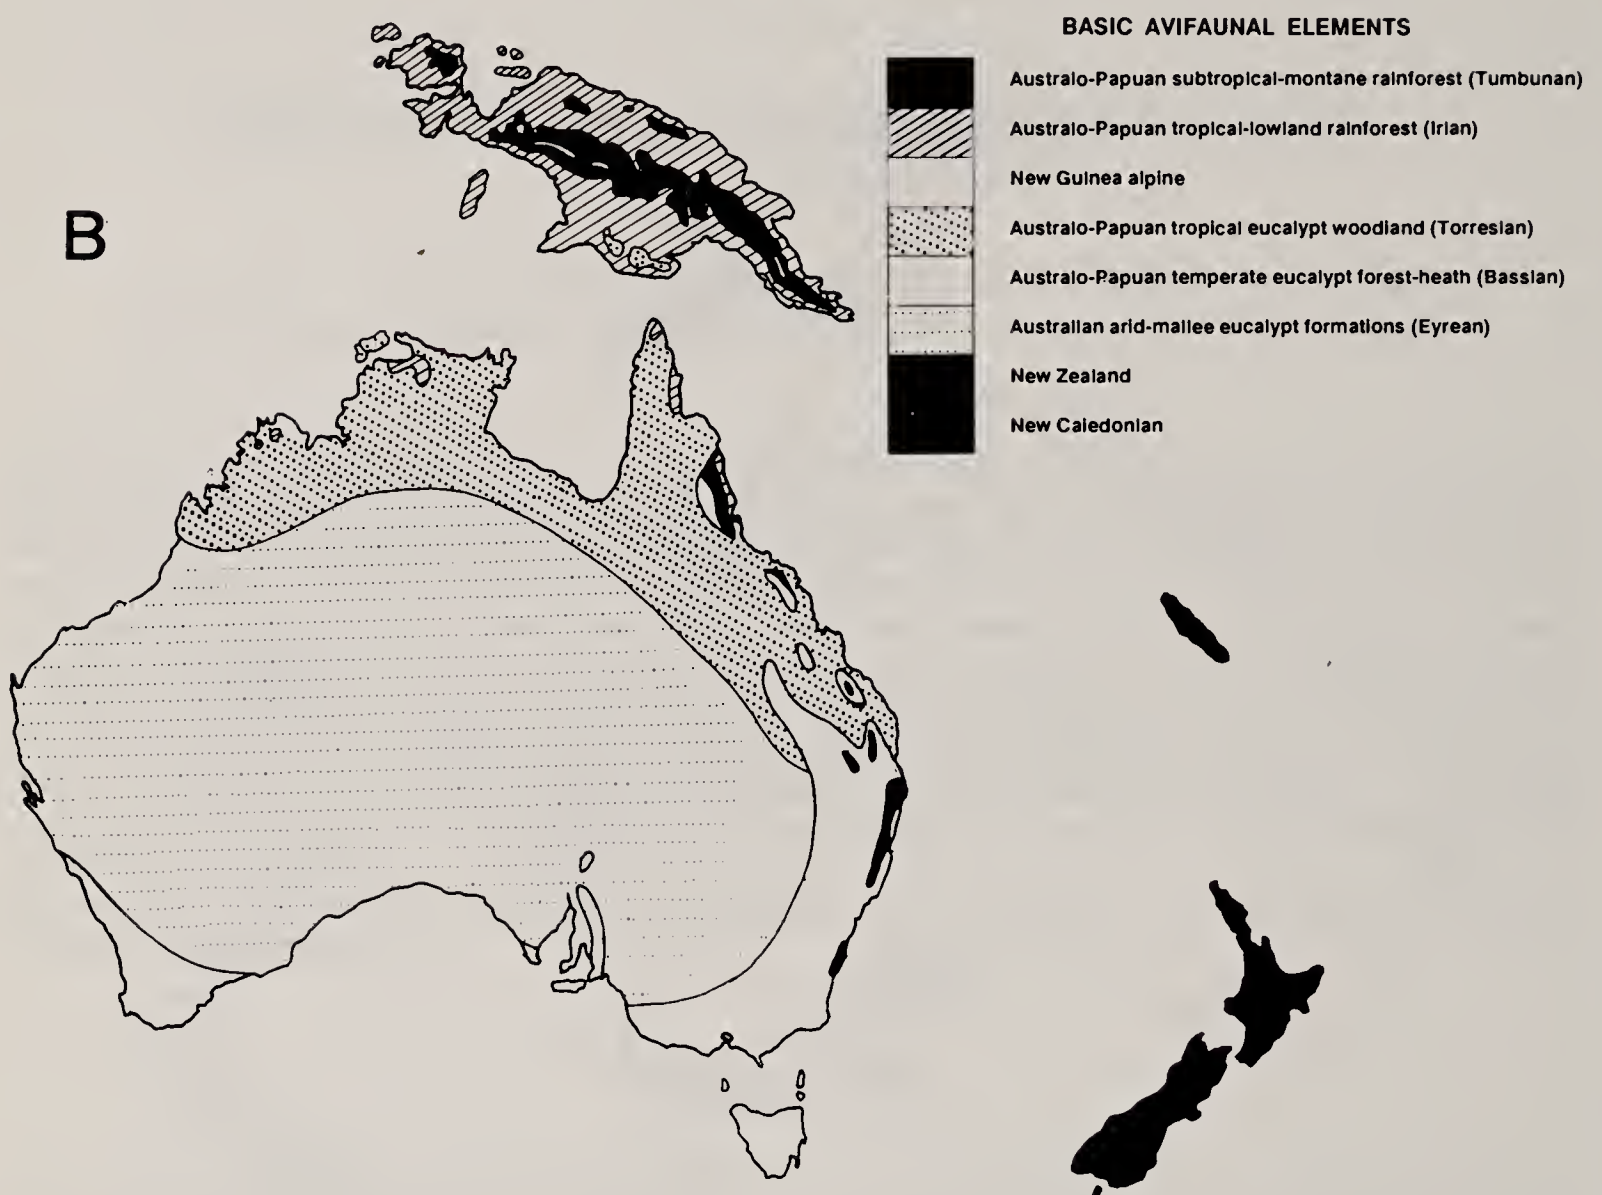 BASIC AVIFAUNAL ELEMENTS
Australo-Papuan subtropical-montane rainforest (Tumbunan)
Australo-Papuan tropical-lowland rainforest (Irian)
New Guinea alpine
B
Australo-Papuan tropical eucalypt woodland (Torresian)
Australo-Papuan temperate eucalypt forest-heath (Bassian)
Australian arid-mallee eucalypt formations (Eyrean)
New Zealand
New Caledonian